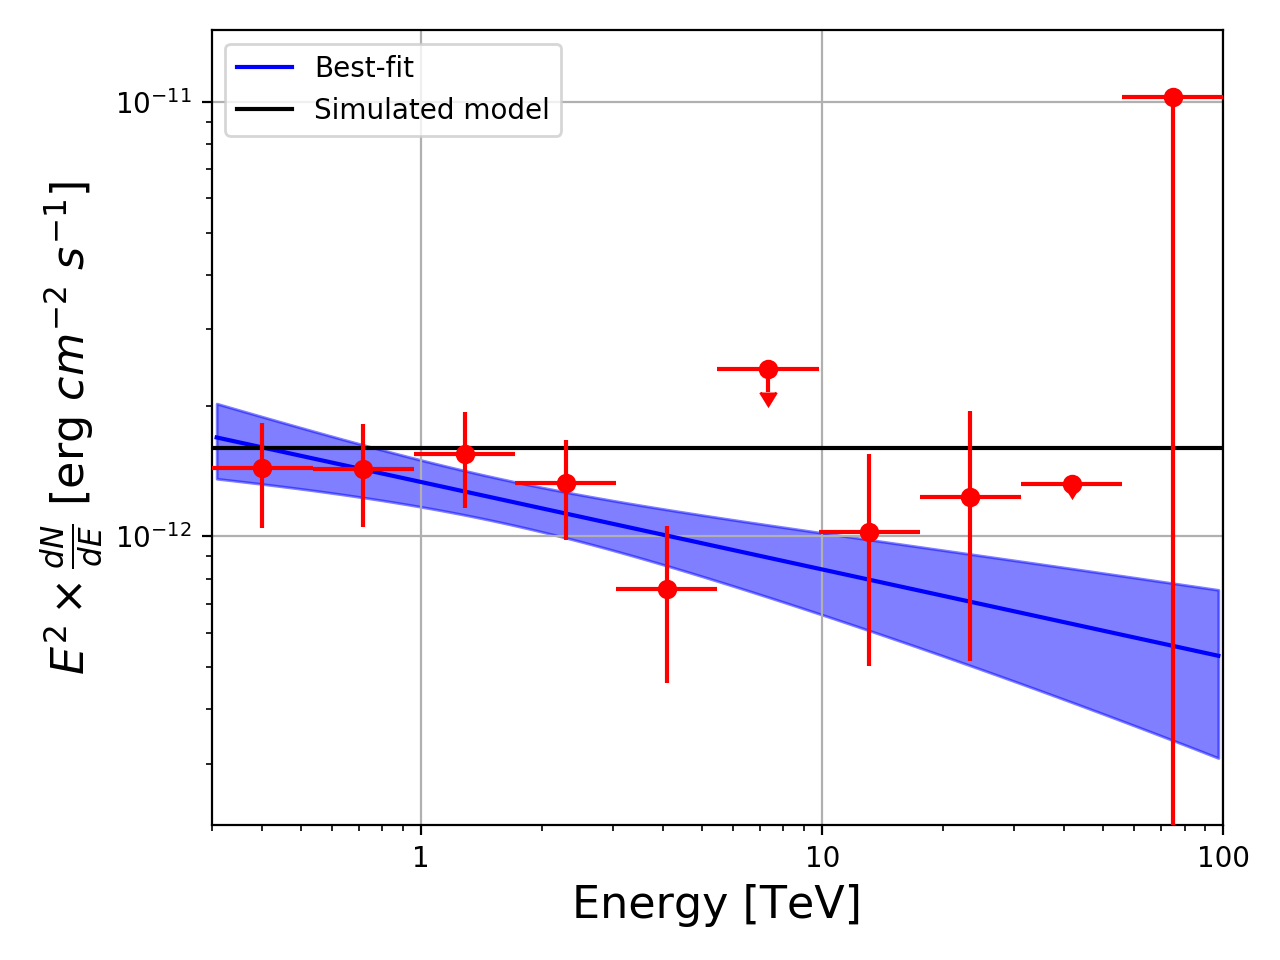 Best-fit
Simulated model
10⁻¹¹
10⁻¹²
E² × dN/dE [erg cm⁻² s⁻¹]
1
10
100
Energy [TeV]